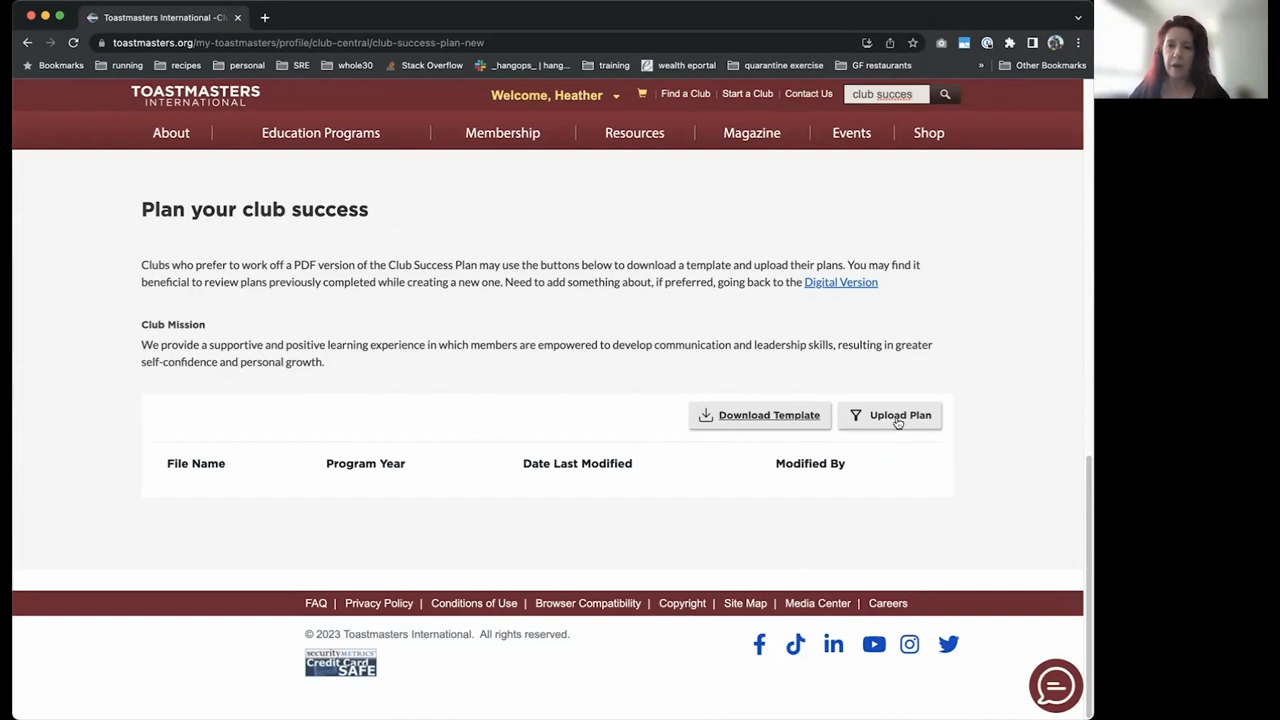 Toastmasters International -Cl
toastmasters.org/my-toastmasters/profile/club-central/club-success-plan-new
Bookmarks running recipes personal SRE whole30 Stack Overflow _hangops_ | hang... training wealth eportal quarantine exercise GF restaurants » Other Bookmarks
TOASTMASTERS
INTERNATIONAL
Welcome, Heather Find a Club Start a Club Contact Us club succes
About Education Programs Membership Resources Magazine Events Shop
Plan your club success
Clubs who prefer to work off a PDF version of the Club Success Plan may use the buttons below to download a template and upload their plans. You may find it
beneficial to review plans previously completed while creating a new one. Need to add something about, if preferred, going back to the Digital Version
Club Mission
We provide a supportive and positive learning experience in which members are empowered to develop communication and leadership skills, resulting in greater
self-confidence and personal growth.
Download Template Upload Plan
File Name Program Year Date Last Modified Modified By
FAQ | Privacy Policy | Conditions of Use | Browser Compatibility | Copyright | Site Map | Media Center | Careers
© 2023 Toastmasters International. All rights reserved.
securityMETRICS
Credit Card
SAFE